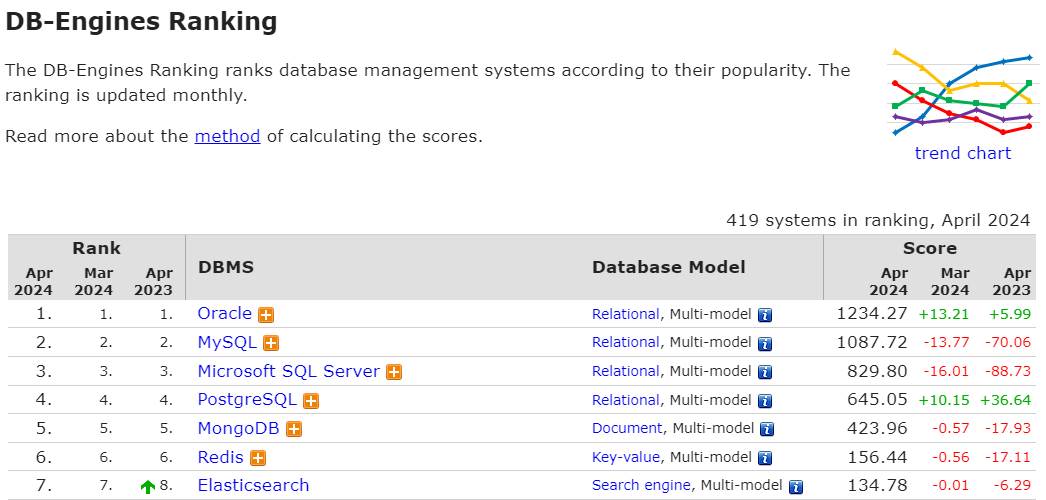 DB-Engines Ranking
The DB-Engines Ranking ranks database management systems according to their popularity. The
ranking is updated monthly.
Read more about the method of calculating the scores.
trend chart
419 systems in ranking, April 2024
Rank DBMS Database Model Score
Apr 2024 Mar 2024 Apr 2023 Apr 2024 Mar 2024 Apr 2023
1. 1. 1. Oracle Relational, Multi-model 1234.27 +13.21 +5.99
2. 2. 2. MySQL Relational, Multi-model 1087.72 -13.77 -70.06
3. 3. 3. Microsoft SQL Server Relational, Multi-model 829.80 -16.01 -88.73
4. 4. 4. PostgreSQL Relational, Multi-model 645.05 +10.15 +36.64
5. 5. 5. MongoDB Document, Multi-model 423.96 -0.57 -17.93
6. 6. 6. Redis Key-value, Multi-model 156.44 -0.56 -17.11
7. 7. 8. Elasticsearch Search engine, Multi-model 134.78 -0.01 -6.29